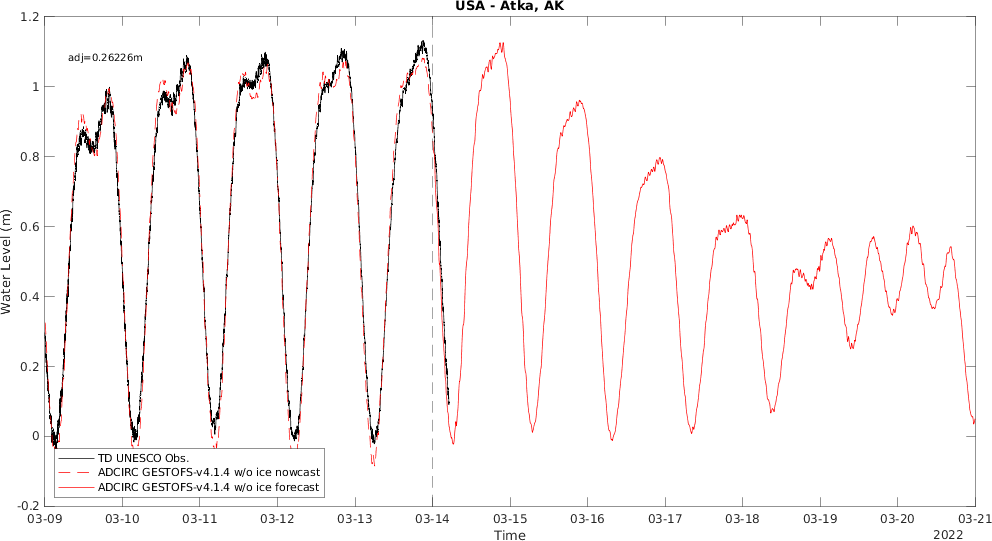 USA - Atka, AK
adj=0.26226m
Water Level (m)
1.2
1
0.8
0.6
0.4
0.2
0
-0.2
TD UNESCO Obs.
ADCIRC GESTOFS-v4.1.4 w/o ice nowcast
ADCIRC GESTOFS-v4.1.4 w/o ice forecast
03-09 03-10 03-11 03-12 03-13 03-14 03-15 03-16 03-17 03-18 03-19 03-20 03-21
Time
2022